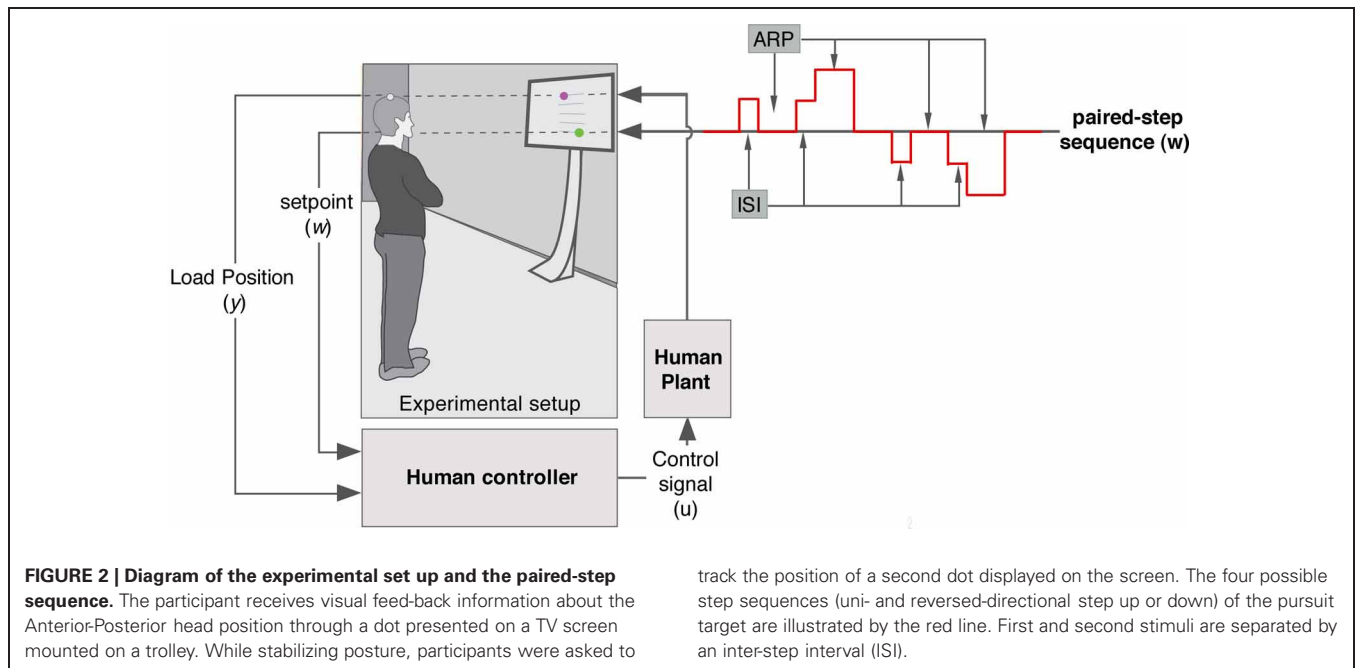 ARP
paired-step
sequence (w)
ISI
setpoint
(w)
Load Position
(y)
Human
Plant
Experimental setup
Human controller
Control
signal
(u)
2
FIGURE 2 | Diagram of the experimental set up and the paired-step
sequence. The participant receives visual feed-back information about the
Anterior-Posterior head position through a dot presented on a TV screen
mounted on a trolley. While stabilizing posture, participants were asked to
track the position of a second dot displayed on the screen. The four possible
step sequences (uni- and reversed-directional step up or down) of the pursuit
target are illustrated by the red line. First and second stimuli are separated by
an inter-step interval (ISI).